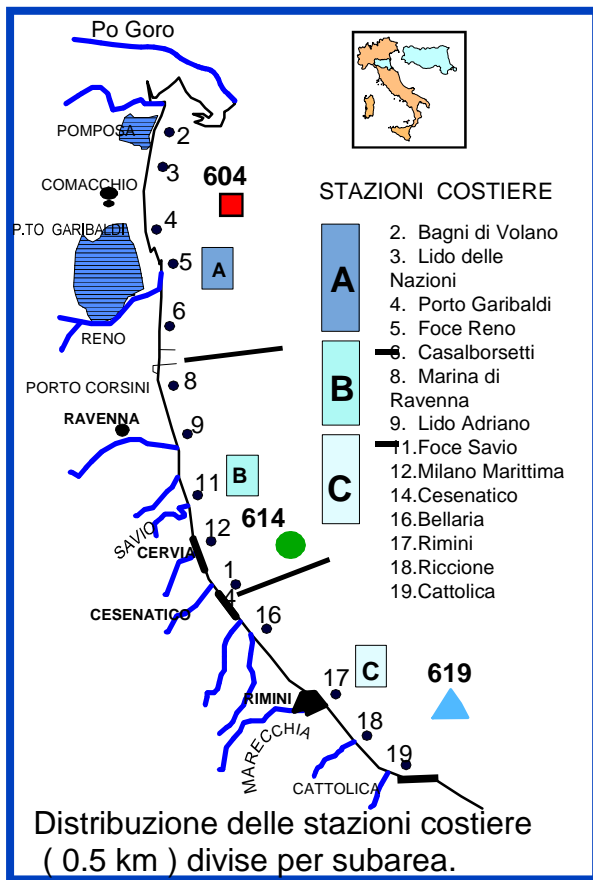 Po Goro
POMPOSA
2
3
604
COMACCHIO
4
P.TO GARIBALDI
5
A
6
RENO
PORTO CORSINI
8
RAVENNA
9
11
B
SAVIO
12
614
CERVIA
1
4
CESENATICO
16
17
C
619
RIMINI
MARECCHIA
18
19
CATTOLICA
STAZIONI COSTIERE
A
B
C
2. Bagni di Volano
3. Lido delle
Nazioni
4. Porto Garibaldi
5. Foce Reno
6. Casalborsetti
8. Marina di
Ravenna
9. Lido Adriano
11.Foce Savio
12.Milano Marittima
14.Cesenatico
16.Bellaria
17.Rimini
18.Riccione
19.Cattolica
Distribuzione delle stazioni costiere
( 0.5 km ) divise per subarea.